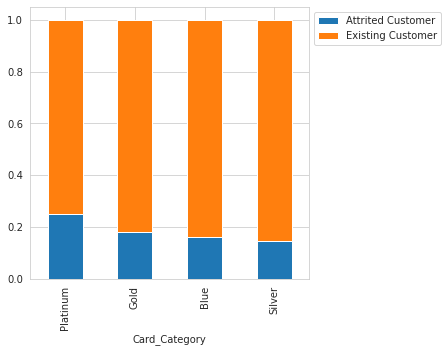 Attrited Customer
Existing Customer
1.0
0.8
0.6
0.4
0.2
0.0
Platinum
Gold
Blue
Silver
Card_Category